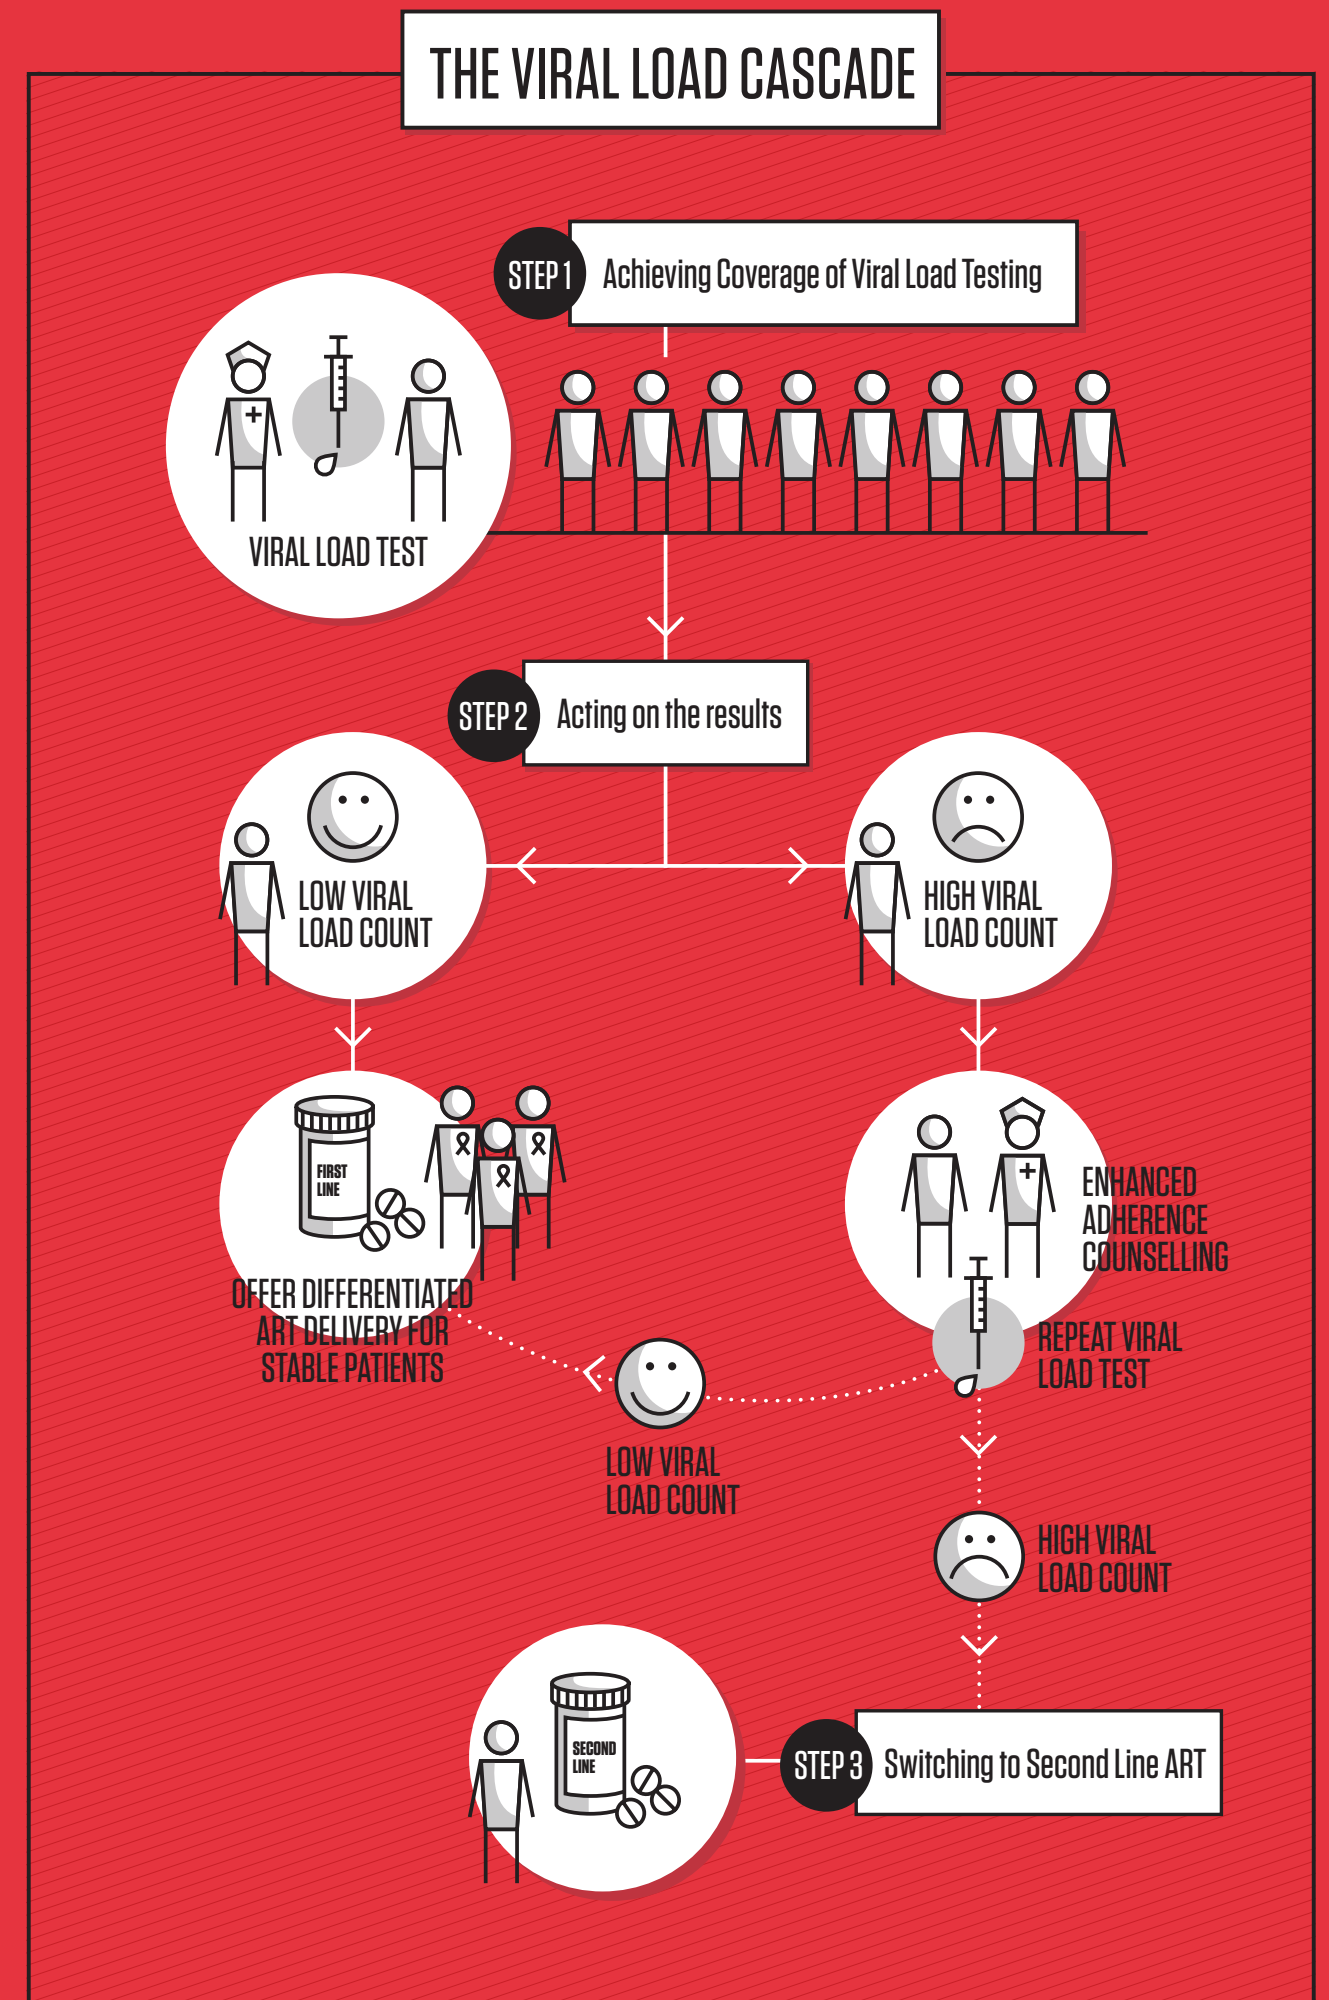 THE VIRAL LOAD CASCADE
STEP 1
Achieving Coverage of Viral Load Testing
VIRAL LOAD TEST
STEP 2
Acting on the results
LOW VIRAL
LOAD COUNT
HIGH VIRAL
LOAD COUNT
FIRST
LINE
OFFER DIFFERENTIATED
ART DELIVERY FOR
STABLE PATIENTS
ENHANCED
ADHERENCE
COUNSELLING
REPEAT VIRAL
LOAD TEST
LOW VIRAL
LOAD COUNT
HIGH VIRAL
LOAD COUNT
SECOND
LINE
STEP 3
Switching to Second Line ART